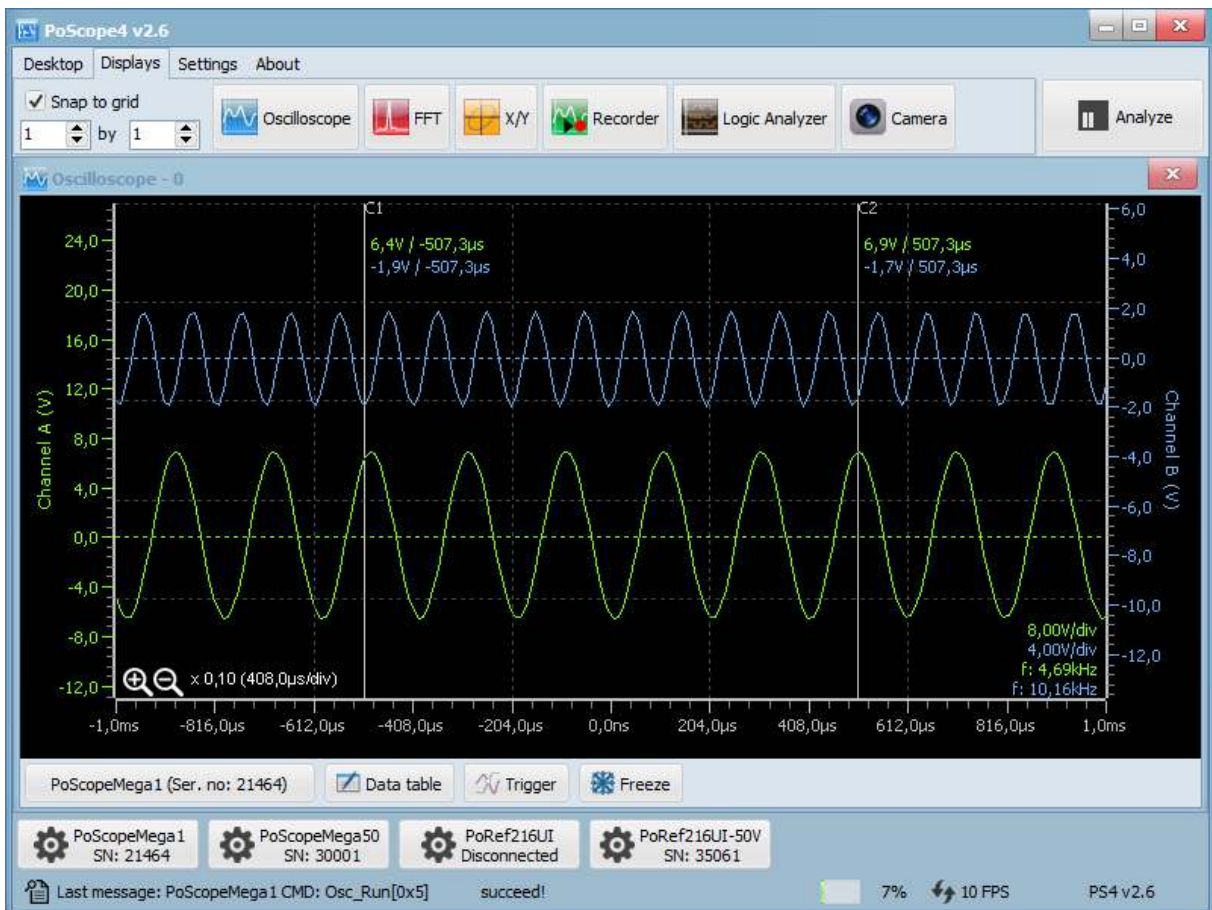 PoScope4 v2.6
Desktop Displays Settings About
Snap to grid
1 by 1
Oscilloscope FFT X/Y Recorder Logic Analyzer Camera Analyze
Oscilloscope - 0
C1 C2
6,4V / -507,3µs 6,9V / 507,3µs
-1,9V / -507,3µs -1,7V / 507,3µs
Channel A (V)
24,0
20,0
16,0
12,0
8,0
4,0
0,0
-4,0
-8,0
-12,0
6,0
4,0
2,0
0,0
-2,0
-4,0
-6,0
-8,0
-10,0
-12,0
Channel B (V)
8,00V/div
4,00V/div
f: 4,69kHz
f: 10,16kHz
x 0,10 (408,0µs/div)
-1,0ms -816,0µs -612,0µs -408,0µs -204,0µs 0,0ns 204,0µs 408,0µs 612,0µs 816,0µs 1,0ms
PoScopeMega1 (Ser. no: 21464) Data table Trigger Freeze
PoScopeMega1 PoScopeMega50 PoRef216UI PoRef216UI-50V
SN: 21464 SN: 30001 Disconnected SN: 35061
Last message: PoScopeMega1 CMD: Osc_Run[0x5] succeed! 7% 10 FPS PS4 v2.6